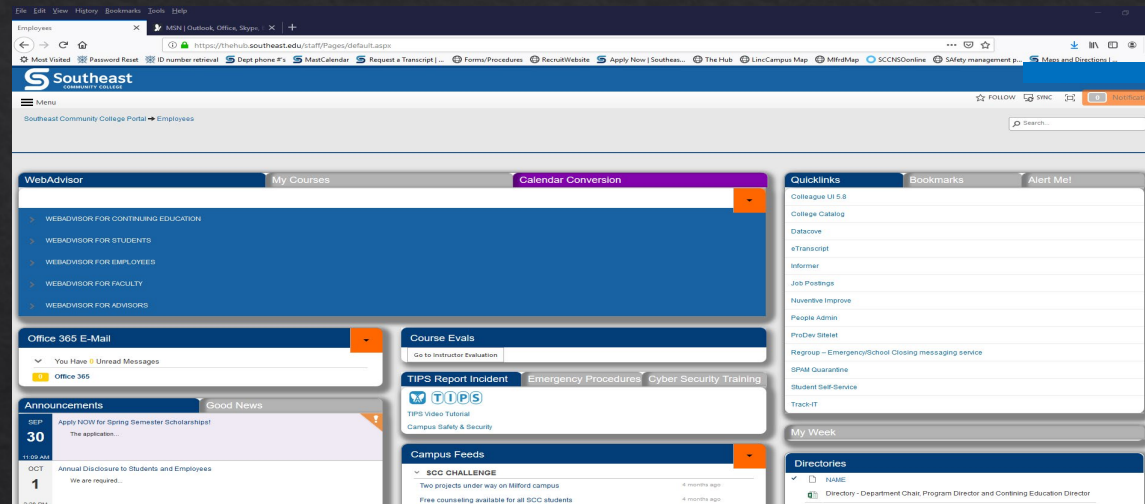 File Edit View History Bookmarks Tools Help
Employees
MSN | Outlook, Office, Skype,
https://thehub.southeast.edu/staff/Pages/default.aspx
Most Visited Password Reset ID number retrieval Dept phone #'s MastCalendar Request a Transcript | ... Forms/Procedures RecruitWebsite Apply Now | Southeas... The Hub LincCampus Map MlfrdMap SCCNSOonline SAfety management p... Maps and Directions | ...
Southeast
COMMUNITY COLLEGE
Menu
FOLLOW SYNC 0 Notificat
Southeast Community College Portal Employees
Search...
WebAdvisor My Courses Calendar Conversion
WEBADVISOR FOR CONTINUING EDUCATION
WEBADVISOR FOR STUDENTS
WEBADVISOR FOR EMPLOYEES
WEBADVISOR FOR FACULTY
WEBADVISOR FOR ADVISORS
Quicklinks Bookmarks Alert Me!
Colleague UI 5.8
College Catalog
Datacove
eTranscript
Informer
Job Postings
Nuventive Improve
People Admin
ProDev Sitelet
Regroup – Emergency/School Closing messaging service
SPAM Quarantine
Student Self-Service
Track-IT
Office 365 E-Mail
You Have 0 Unread Messages
0 Office 365
Course Evals
Go to Instructor Evaluation
TIPS Report Incident Emergency Procedures Cyber Security Training
TIPS
TIPS Video Tutorial
Campus Safety & Security
Announcements Good News
SEP
30
11:09 AM
Apply NOW for Spring Semester Scholarships!
The application...
OCT
1
Annual Disclosure to Students and Employees
We are required...
Campus Feeds
SCC CHALLENGE
Two projects under way on Milford campus 4 months ago
Free counseling available for all SCC students 4 months ago
My Week
Directories
NAME
Directory - Department Chair, Program Director and Contining Education Director